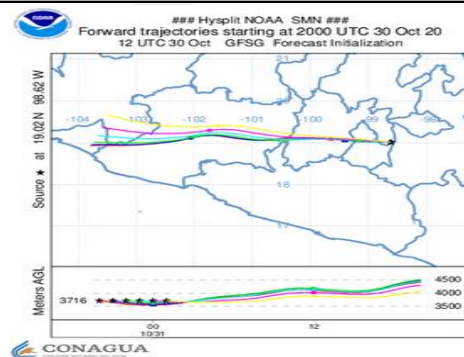 NOAA
### Hysplit NOAA SMN ###
Forward trajectories starting at 2000 UTC 30 Oct 20
12 UTC 30 Oct GFSG Forecast Initialization
Source ★ at 19.02 N 98.62 W
21
-104 -103 -102 -101 -100 -99
18
17
Meters AGL
3716
4500
4000
3500
00 12
10/31
CONAGUA